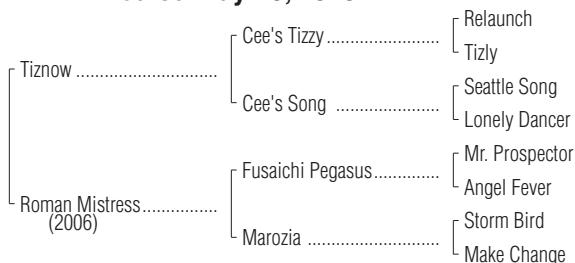 Relaunch
Cee's Tizzy ........................
Tizly
Tiznow ..............................
Seattle Song
Cee's Song ......................
Lonely Dancer
Mr. Prospector
Fusaichi Pegasus..............
Angel Fever
Roman Mistress................
(2006)
Storm Bird
Marozia ............................
Make Change